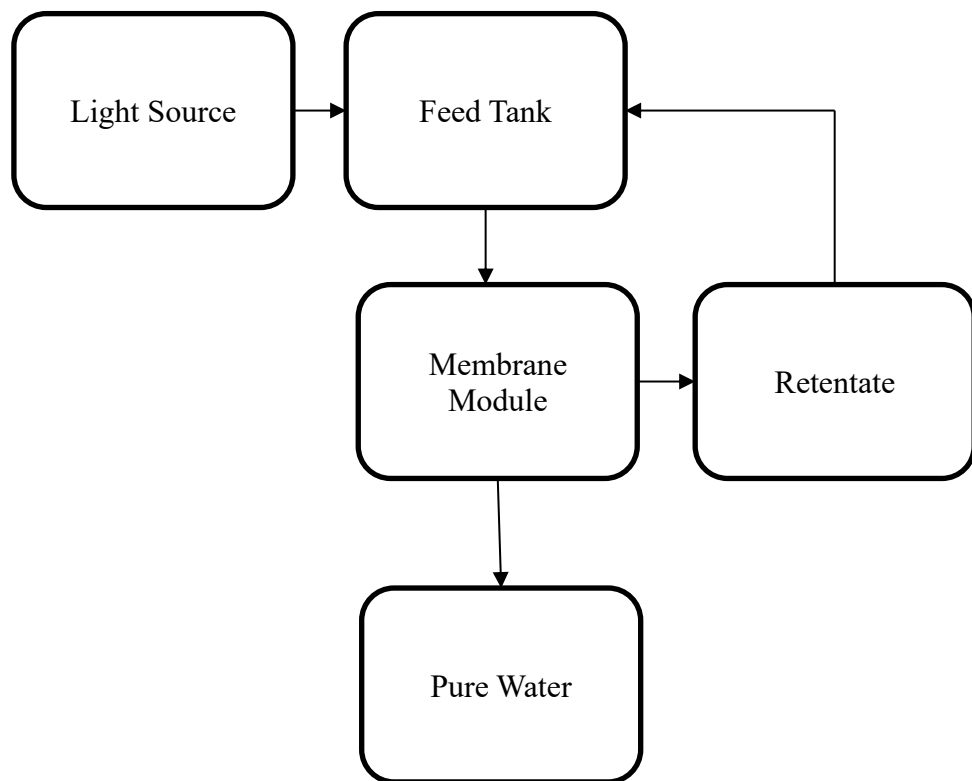 Light Source
Feed Tank
Membrane
Module
Retentate
Pure Water